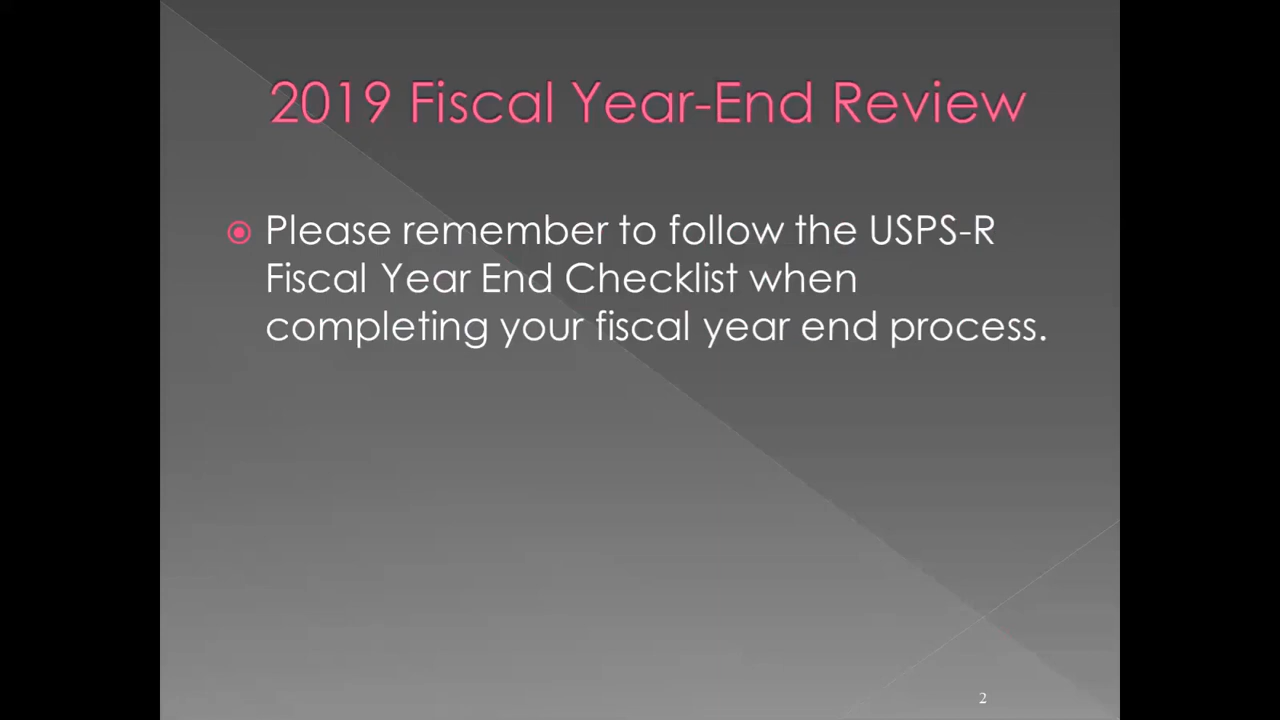 2019 Fiscal Year-End Review
Please remember to follow the USPS-R
Fiscal Year End Checklist when
completing your fiscal year end process.
2